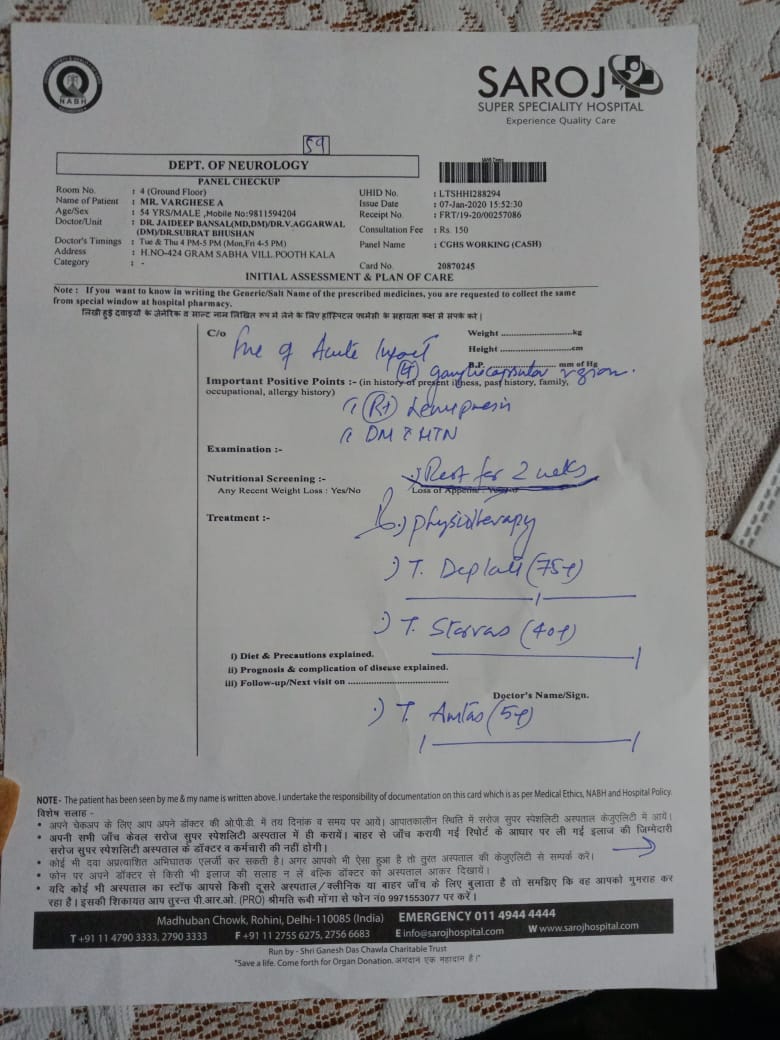 NABH
SAROJ
SUPER SPECIALITY HOSPITAL
Experience Quality Care
59
DEPT. OF NEUROLOGY
PANEL CHECKUP
Room No. : 4 (Ground Floor)
Name of Patient : MR. VARGHESE A
Age/Sex : 54 YRS/MALE ,Mobile No:9811594204
Doctor/Unit : DR. JAIDEEP BANSAL(MD,DM)/DR.V.AGGARWAL
(DM)/DR.SUBRAT BHUSHAN
Doctor's Timings : Tue & Thu 4 PM-5 PM (Mon,Fri 4-5 PM)
Address : H.NO-424 GRAM SABHA VILL.POOTH KALA
Category : -
UHID No. : LTSHHI288294
Issue Date : 07-Jan-2020 15:52:30
Receipt No. : FRT/19-20/00257086
Consultation Fee : Rs. 150
Panel Name : CGHS WORKING (CASH)
Card No. 20870245
INITIAL ASSESSMENT & PLAN OF CARE
Note : If you want to know in writing the Generic/Salt Name of the prescribed medicines, you are requested to collect the same
from special window at hospital pharmacy.
लिखी हुई दवाइयों के जेनेरिक व साल्ट नाम लिखित रूप में लेने के लिए हॉस्पिटल फार्मेसी के सहायता कक्ष से संपर्क करें।
C/o
Weight ........................kg
Height ........................cm
B.P. ........................ mm of Hg
of Acute Infarct
ganglicapsular region.
Important Positive Points :- (in history of present illness, past history, family,
occupational, allergy history)
(Rt)
DM HTN
Examination :-
Rest for 2 weeks
Nutritional Screening :-
Any Recent Weight Loss : Yes/No Loss of Appetite : Yes/No
Treatment :-
physiotherapy
T. Deplatt (75)
T. Starvas (40)
i) Diet & Precautions explained.
ii) Prognosis & complication of disease explained.
iii) Follow-up/Next visit on ..............................
Doctor's Name/Sign.
T. Amtas (5)
NOTE - The patient has been seen by me & my name is written above. I undertake the responsibility of documentation on this card which is as per Medical Ethics, NABH and Hospital Policy.
विशेष सलाह -
• अपने चेकअप के लिए आप अपने डॉक्टर की ओ.पी.डी. में तय दिनांक व समय पर आयें। आपातकालीन स्थिति में सरोज सुपर स्पेशलिटी अस्पताल कैजुएलिटी में आयें।
• अपनी सभी जाँच केवल सरोज सुपर स्पेशलिटी अस्पताल में ही करायें। बाहर से जाँच करायी गई रिपोर्ट के आधार पर ली गई इलाज की जिम्मेदारी
सरोज सुपर स्पेशलिटी अस्पताल के डॉक्टर व कर्मचारी की नहीं होगी।
• कोई भी दवा अप्रत्याशित अभिघातक एलर्जी कर सकती है। अगर आपको भी ऐसा हुआ है तो तुरत अस्पताल की केजुएलिटी से सम्पर्क करें।
• फोन पर अपने डॉक्टर से किसी भी इलाज की सलाह न लें बल्कि डॉक्टर को अस्पताल आकर दिखायें।
• यदि कोई भी अस्पताल का स्टॉफ आपसे किसी दूसरे अस्पताल / क्लीनिक या बाहर जाँच के लिए बुलाता है तो समझिए कि वह आपको गुमराह कर
रहा है। इसकी शिकायत आप तुरन्त पी.आर.ओ. (PRO) श्रीमति रूबी मोंगा से फोन नं0 9971553077 पर करें।
Madhuban Chowk, Rohini, Delhi-110085 (India) EMERGENCY 011 4944 4444
T +91 11 4790 3333, 2790 3333 F +91 11 2755 6275, 2756 6683 E info@sarojhospital.com W www.sarojhospital.com
Run by - Shri Ganesh Das Chawla Charitable Trust
"Save a life. Come forth for Organ Donation. अंगदान एक महादान है।"